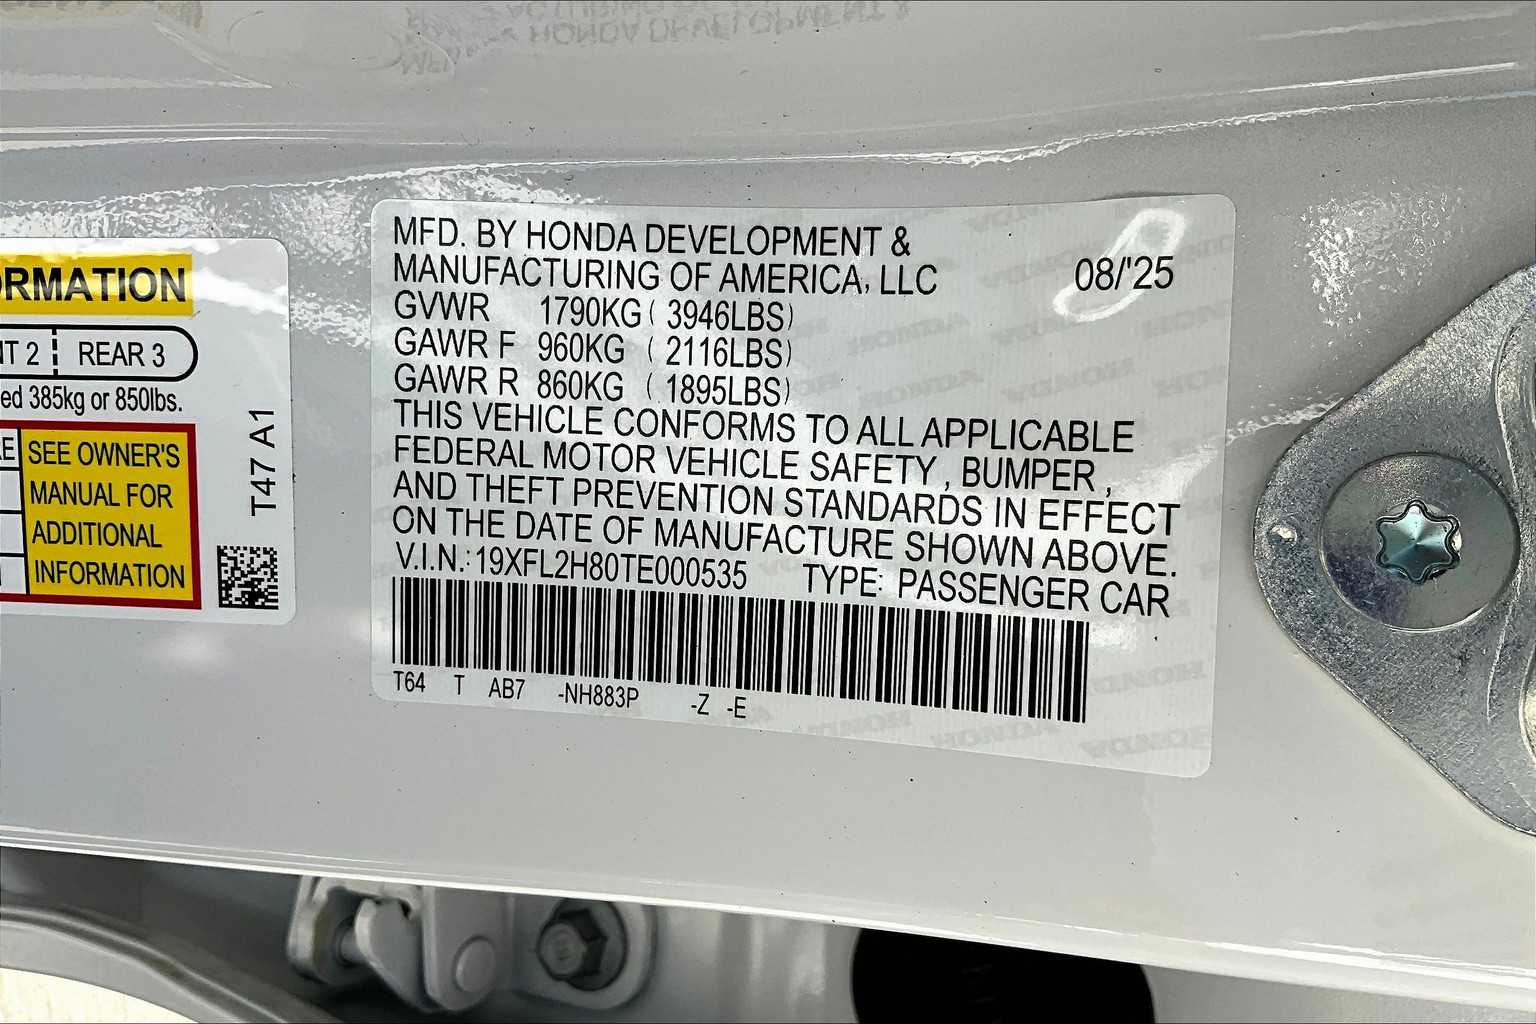 ORMATION
NT 2 REAR 3
ed 385kg or 850lbs.
RE
SEE OWNER'S
MANUAL FOR
ADDITIONAL
INFORMATION
T47 A1
MFD. BY HONDA DEVELOPMENT &
MANUFACTURING OF AMERICA, LLC 08/'25
GVWR 1790KG ( 3946LBS)
GAWR F 960KG ( 2116LBS)
GAWR R 860KG ( 1895LBS)
THIS VEHICLE CONFORMS TO ALL APPLICABLE
FEDERAL MOTOR VEHICLE SAFETY , BUMPER ,
AND THEFT PREVENTION STANDARDS IN EFFECT
ON THE DATE OF MANUFACTURE SHOWN ABOVE.
V.I.N.: 19XFL2H80TE000535 TYPE: PASSENGER CAR
T64 T AB7 -NH883P -Z -E